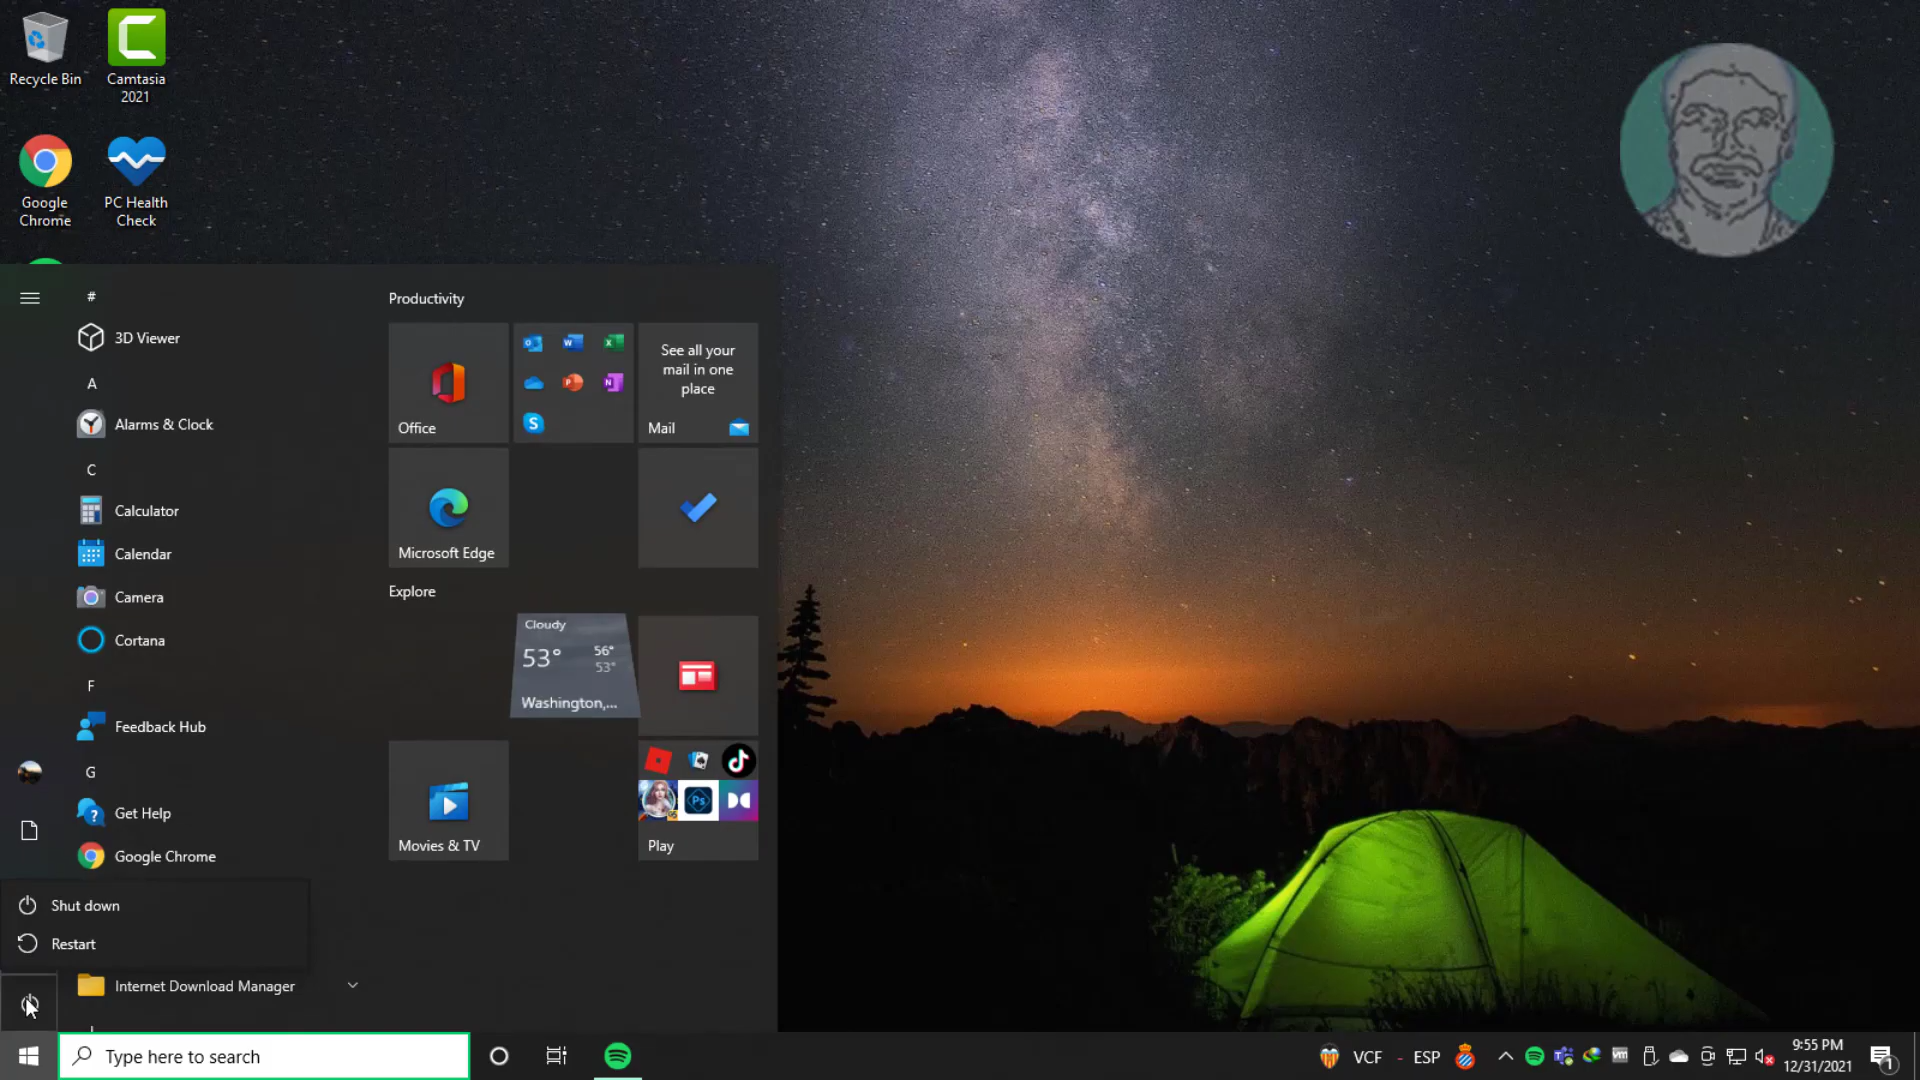 Recycle Bin
Camtasia
2021
Google
Chrome
PC Health
Check
#
3D Viewer
A
Alarms & Clock
C
Calculator
Calendar
Camera
Cortana
F
Feedback Hub
G
Get Help
Google Chrome
Shut down
Restart
Internet Download Manager
Productivity
Office
See all your
mail in one
place
Mail
Microsoft Edge
Explore
Cloudy
53° 56°
53°
Washington,...
Movies & TV
Ps
Play
Type here to search
VCF - ESP
9:55 PM
12/31/2021
1